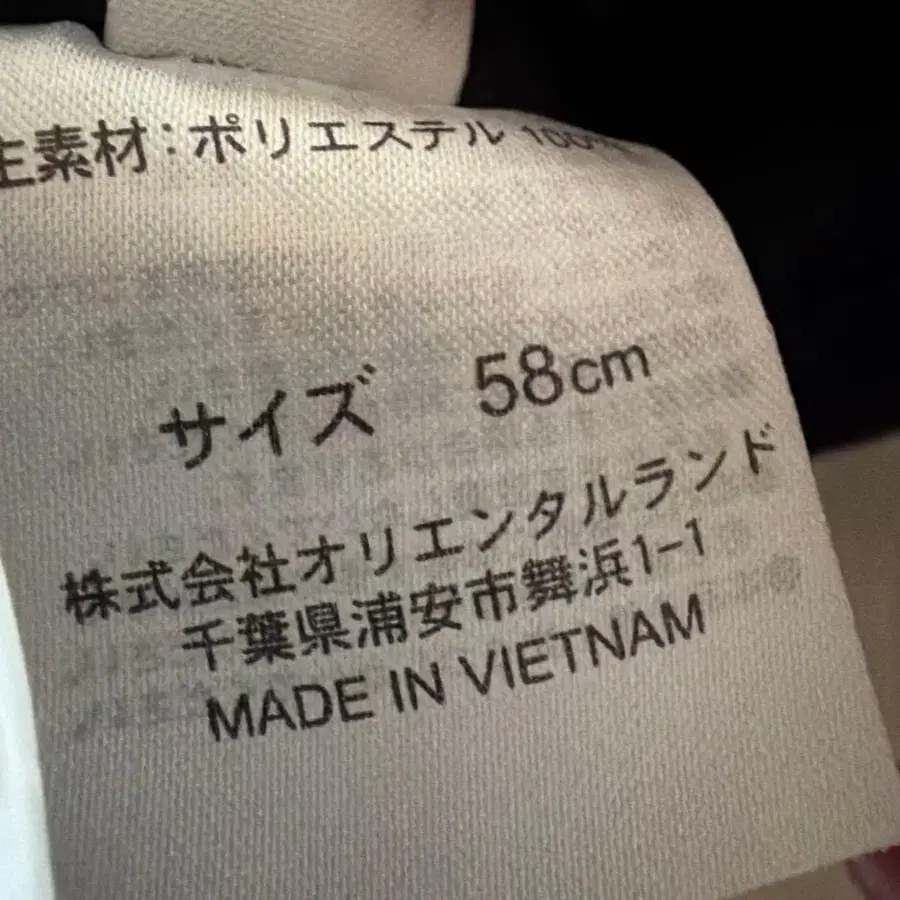 主素材：ポリエステル 100%
サイズ 58cm
株式会社オリエンタルランド
千葉県浦安市舞浜1-1
MADE IN VIETNAM